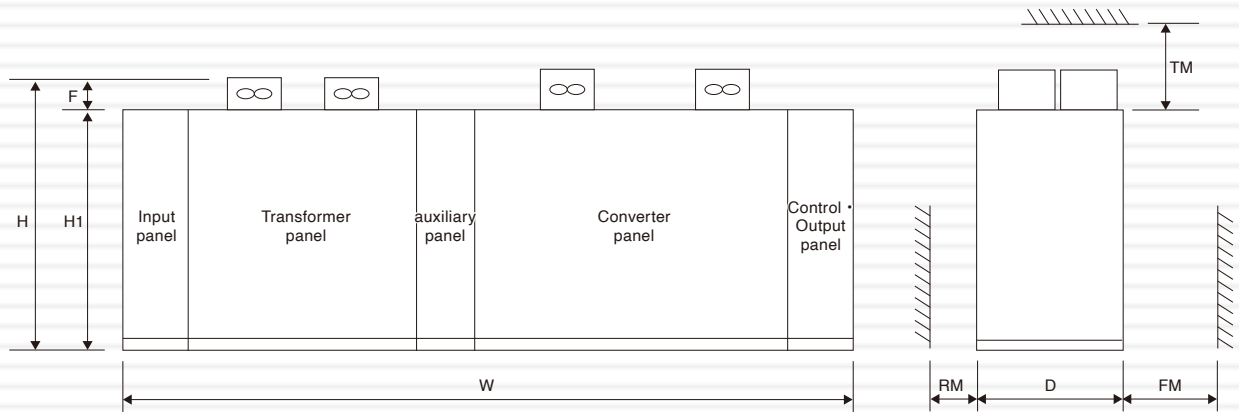 TM
F
H
H1
Input
panel
Transformer
panel
auxiliary
panel
Converter
panel
Control・
Output
panel
W
RM
D
FM